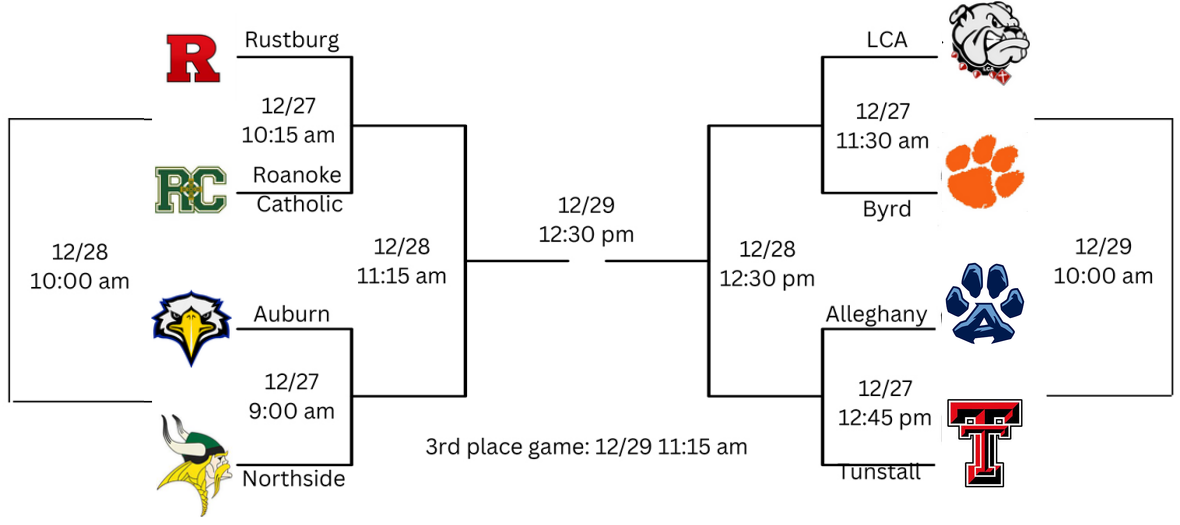 R
Rustburg
12/27
10:15 am
RC
Roanoke
Catholic
12/28
10:00 am
12/28
11:15 am
Auburn
12/27
9:00 am
Northside
12/29
12:30 pm
3rd place game: 12/29 11:15 am
LCA
12/27
11:30 am
Byrd
12/28
12:30 pm
12/29
10:00 am
Alleghany
A
12/27
12:45 pm
Tunstall
T